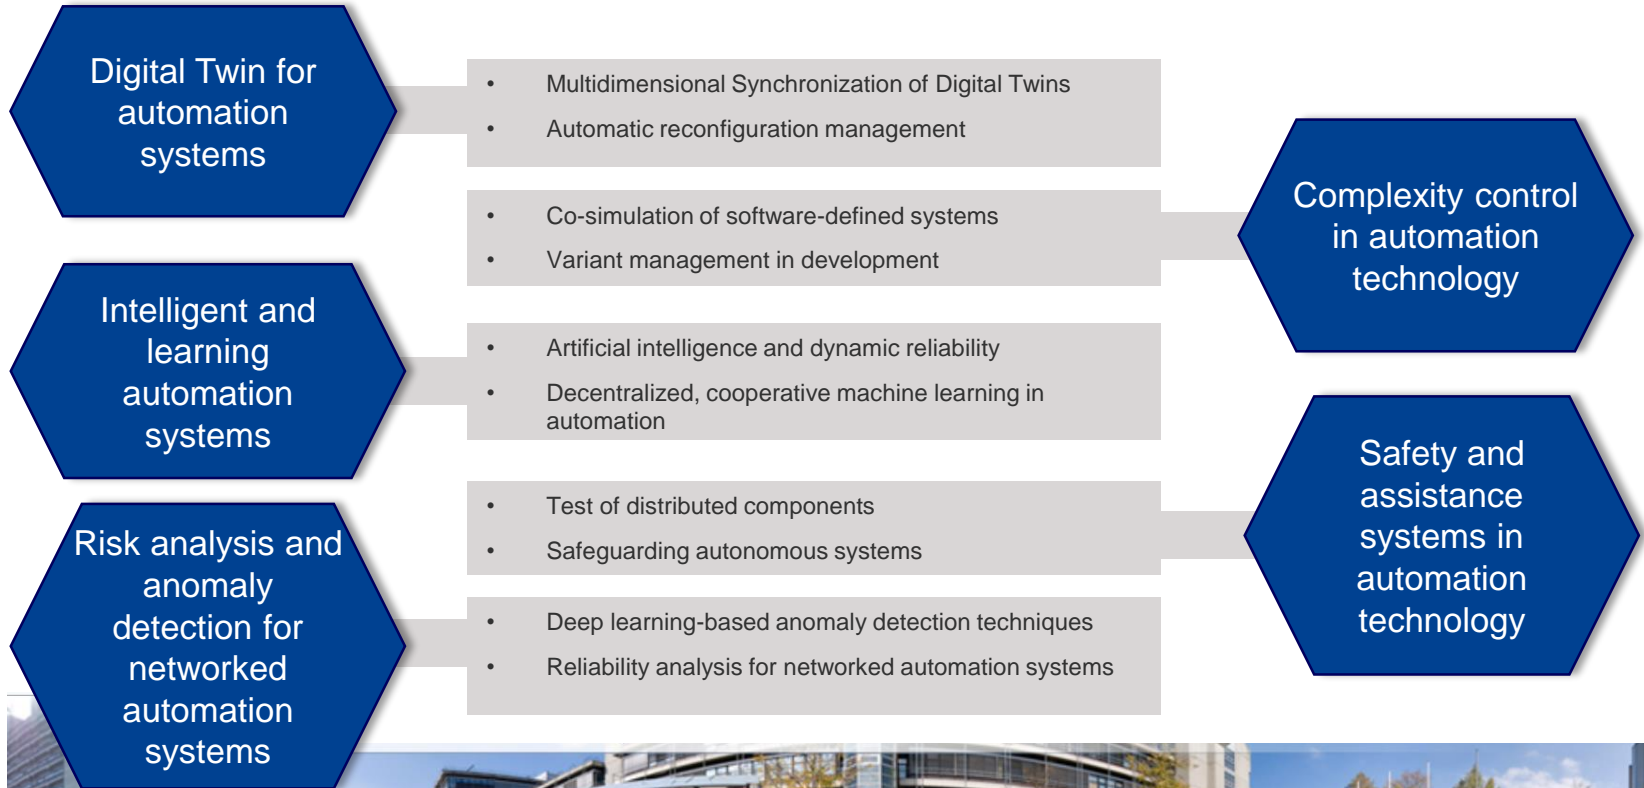 Digital Twin for
automation
systems
• Multidimensional Synchronization of Digital Twins
• Automatic reconfiguration management
• Co-simulation of software-defined systems
• Variant management in development
Complexity control
in automation
technology
Intelligent and
learning
automation
systems
• Artificial intelligence and dynamic reliability
• Decentralized, cooperative machine learning in
automation
• Test of distributed components
• Safeguarding autonomous systems
Safety and
assistance
systems in
automation
technology
Risk analysis and
anomaly
detection for
networked
automation
systems
• Deep learning-based anomaly detection techniques
• Reliability analysis for networked automation systems